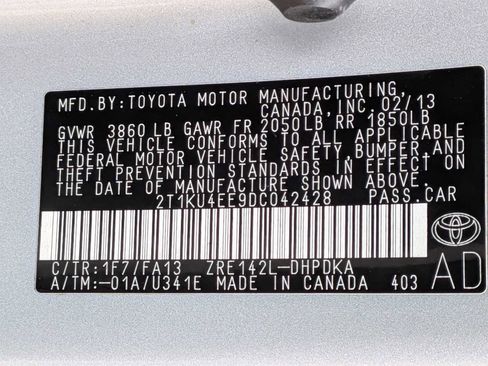 MFD.BY:TOYOTA MOTOR MANUFACTURING,
CANADA, INC. 02/13
GVWR 3860 LB GAWR FR 2050LB RR 1850LB
THIS VEHICLE CONFORMS TO ALL APPLICABLE
FEDERAL MOTOR VEHICLE SAFETY, BUMPER AND
THEFT PREVENTION STANDARDS IN EFFECT ON
THE DATE OF MANUFACTURE SHOWN ABOVE.
2T1KU4EE9DC042428 PASS.CAR
C/TR:1F7/FA13 ZRE142L-DHPDKA
A/TM:-01A/U341E MADE IN CANADA 403
AD